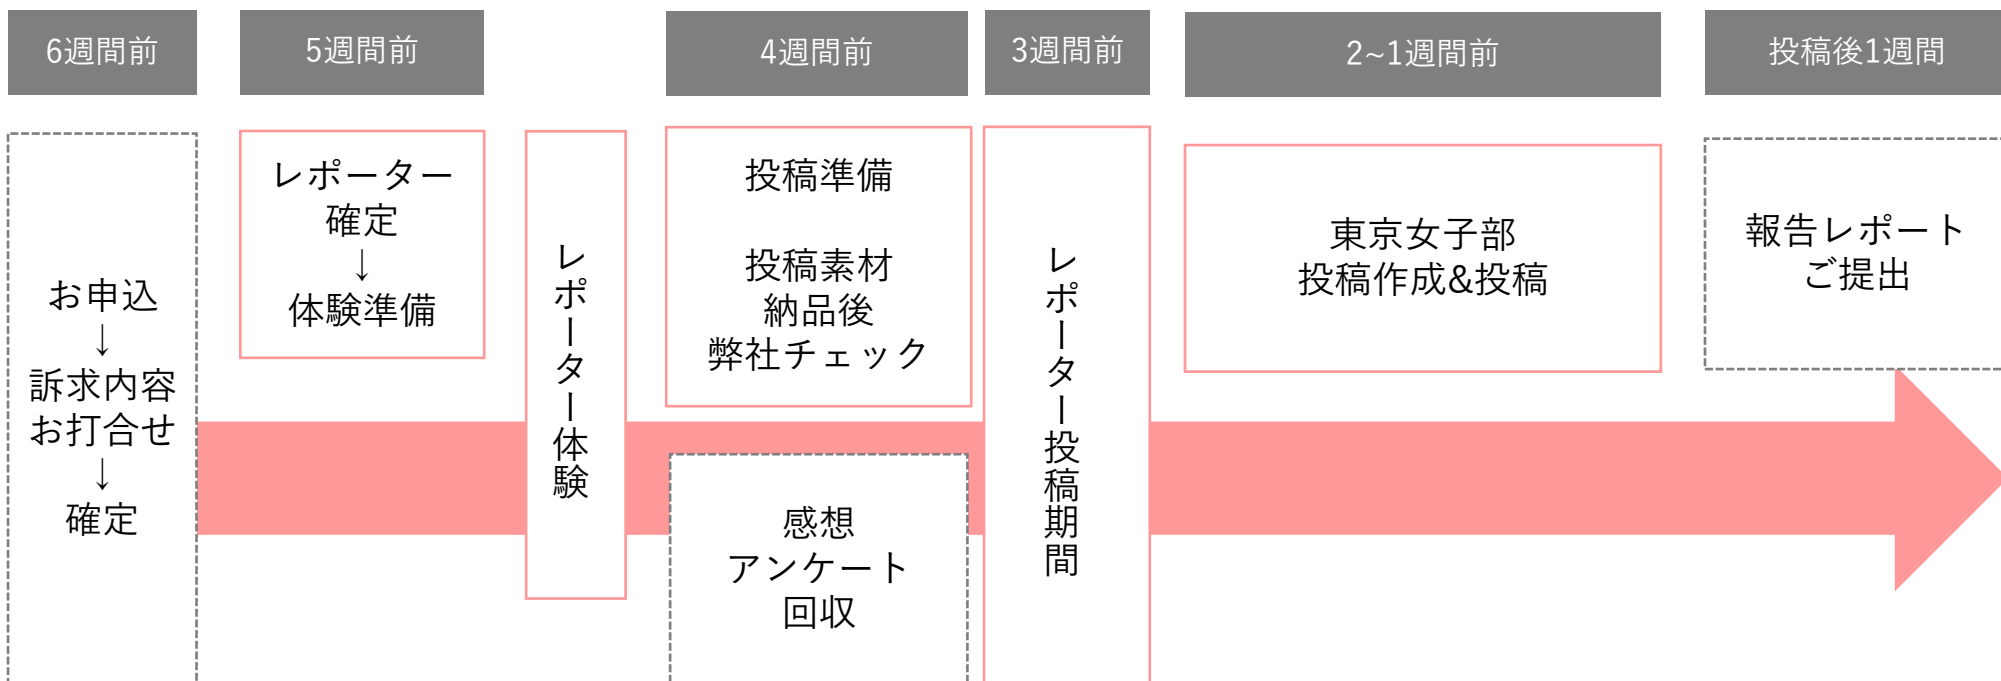 6週間前
5週間前
4週間前
3週間前
2~1週間前
投稿後1週間
お申込
↓
訴求内容
お打合せ
↓
確定
レポーター
確定
↓
体験準備
レポーター体験
投稿準備
投稿素材
納品後
弊社チェック
感想
アンケート
回収
レポーター投稿期間
東京女子部
投稿作成&投稿
報告レポート
ご提出